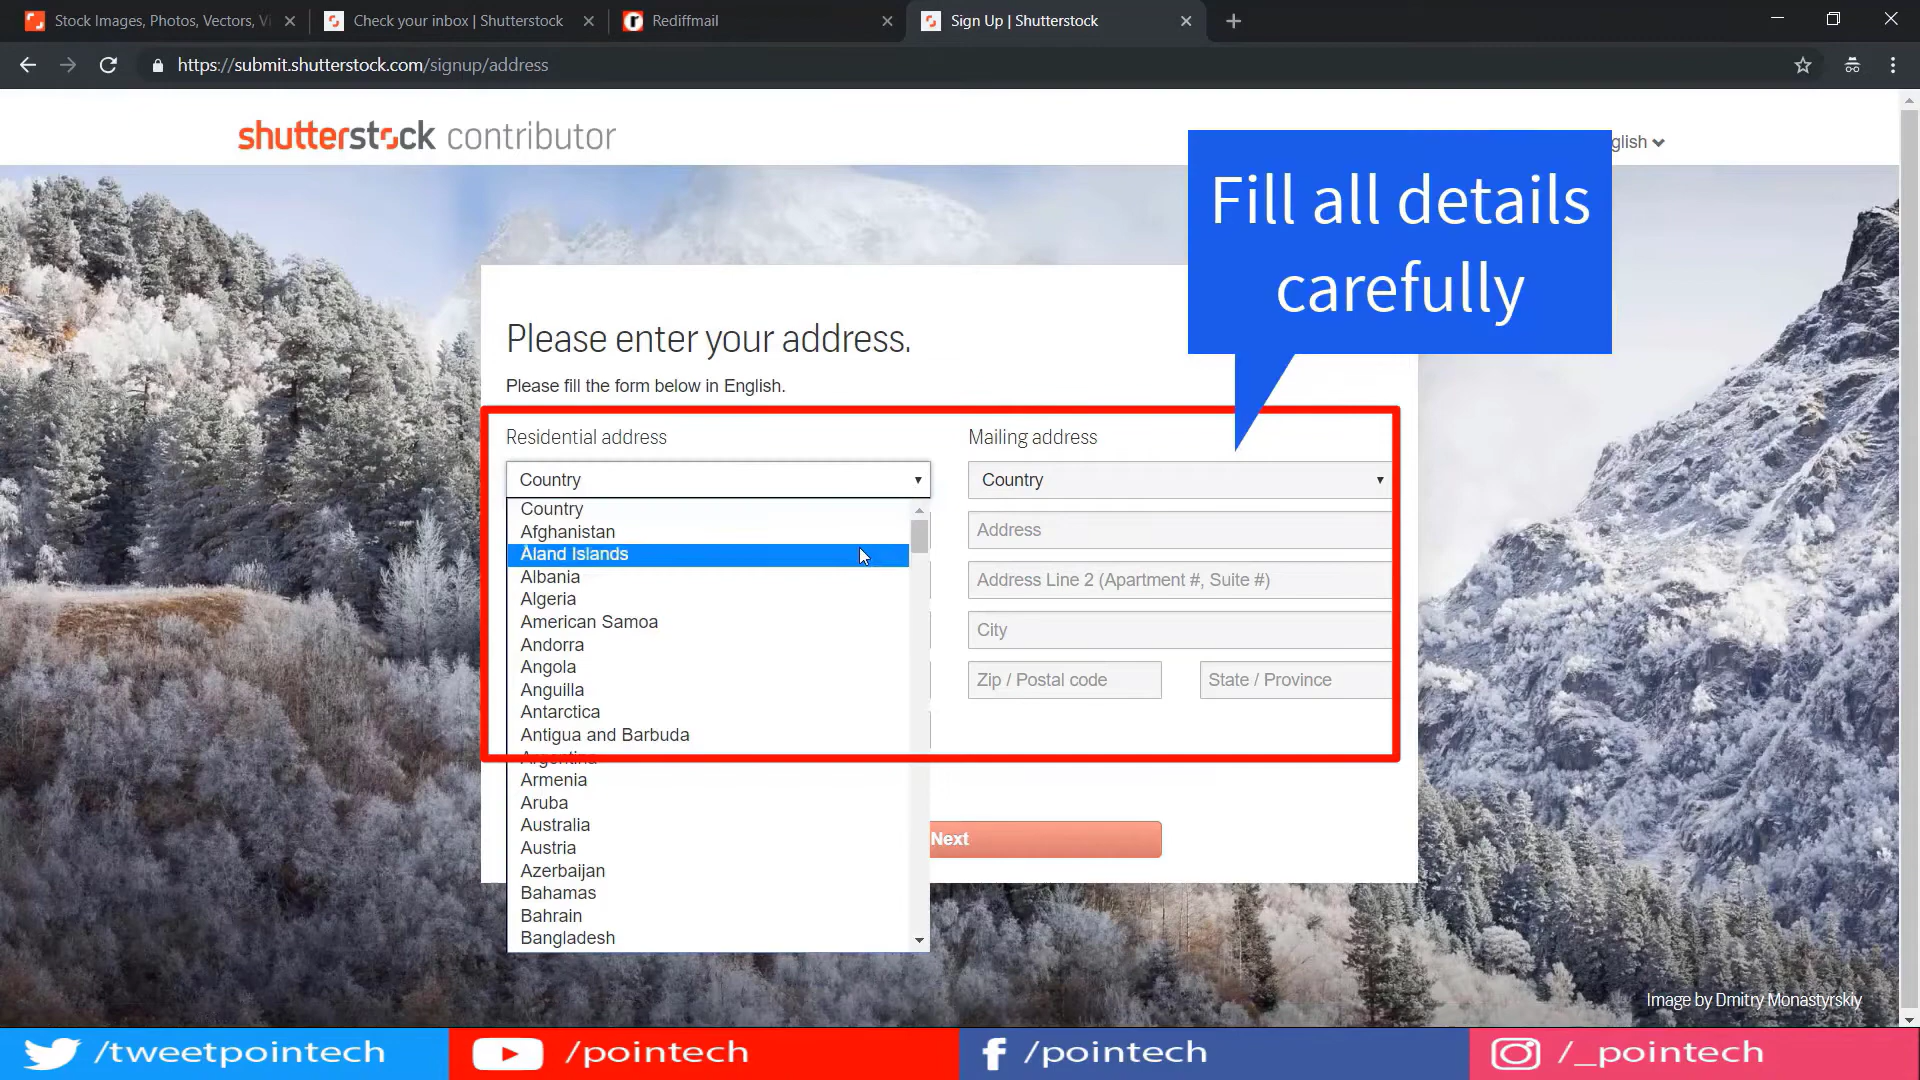 Stock Images, Photos, Vectors, Vi
Check your inbox | Shutterstock
Rediffmail
Sign Up | Shutterstock
https://submit.shutterstock.com/signup/address
shutterstock contributor
glish
Fill all details
carefully
Please enter your address.
Please fill the form below in English.
Residential address
Mailing address
Country
Country
Country
Afghanistan
Åland Islands
Albania
Algeria
American Samoa
Andorra
Angola
Anguilla
Antarctica
Antigua and Barbuda
Argentina
Armenia
Aruba
Australia
Austria
Azerbaijan
Bahamas
Bahrain
Bangladesh
Address
Address Line 2 (Apartment #, Suite #)
City
Zip / Postal code
State / Province
Next
Image by Dmitry Monastyrskiy
/tweetpointech
/pointech
/pointech
/_pointech